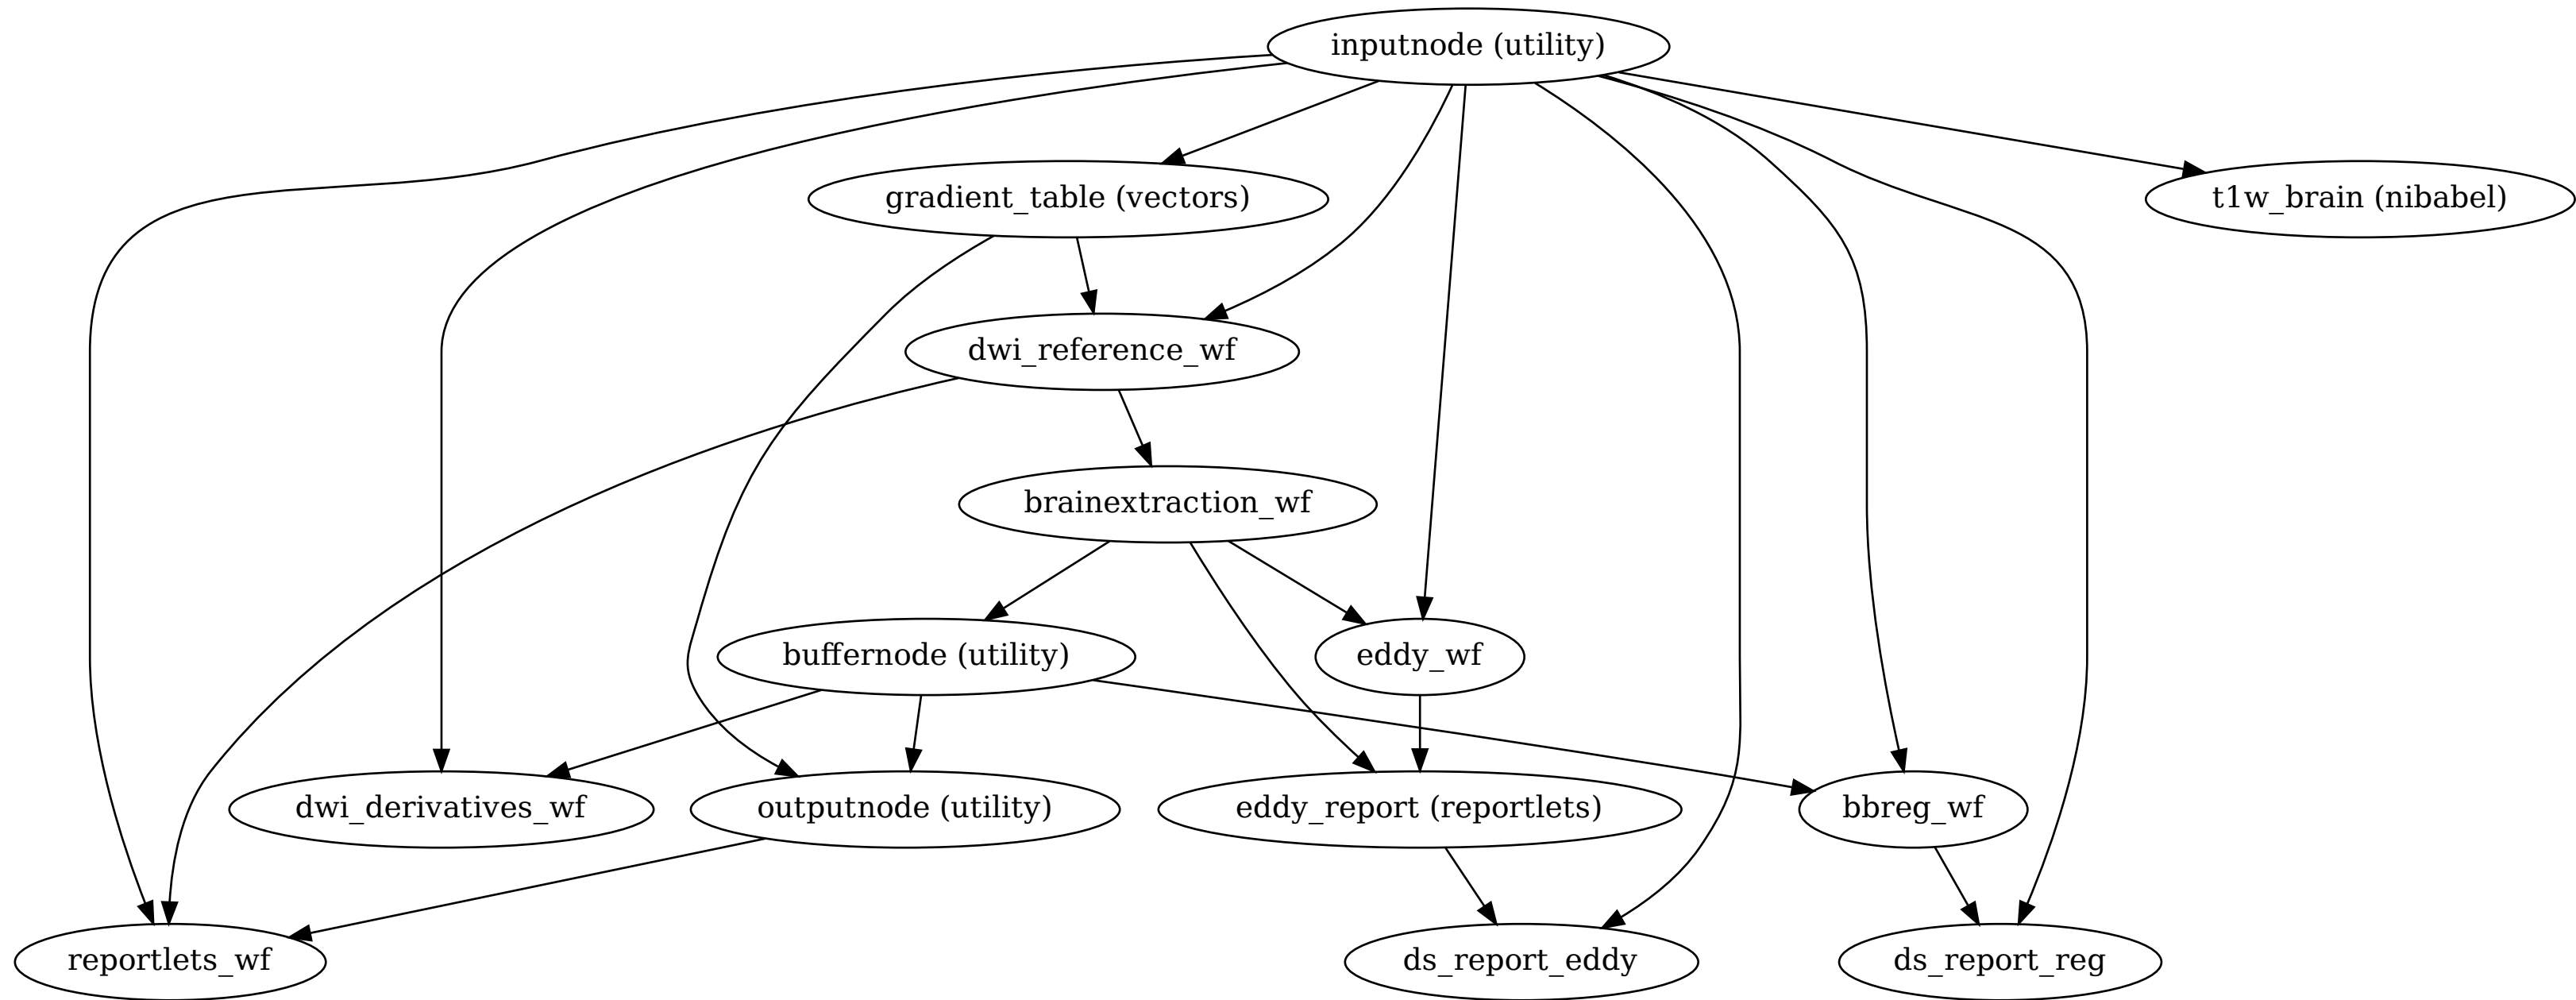 inputnode (utility)
gradient_table (vectors)
t1w_brain (nibabel)
dwi_reference_wf
brainextraction_wf
buffernode (utility)
eddy_wf
dwi_derivatives_wf
outputnode (utility)
eddy_report (reportlets)
bbreg_wf
reportlets_wf
ds_report_eddy
ds_report_reg